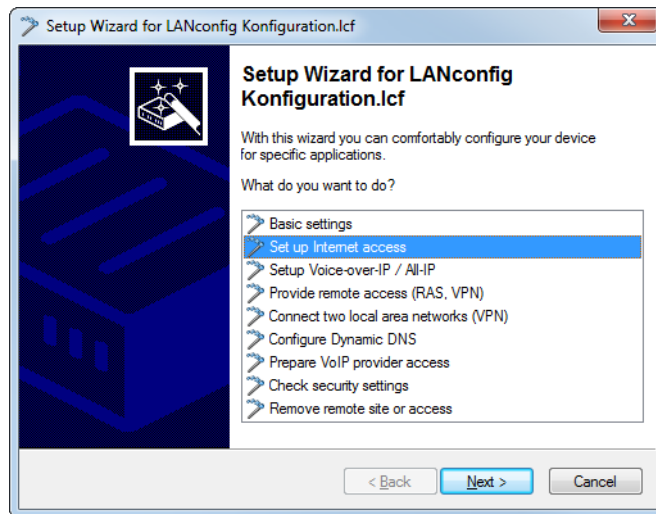 Setup Wizard for LANconfig Konfiguration.lcf
Setup Wizard for LANconfig
Konfiguration.lcf
With this wizard you can comfortably configure your device
for specific applications.
What do you want to do?
Basic settings
Set up Internet access
Setup Voice-over-IP / All-IP
Provide remote access (RAS, VPN)
Connect two local area networks (VPN)
Configure Dynamic DNS
Prepare VoIP provider access
Check security settings
Remove remote site or access
< Back
Next >
Cancel